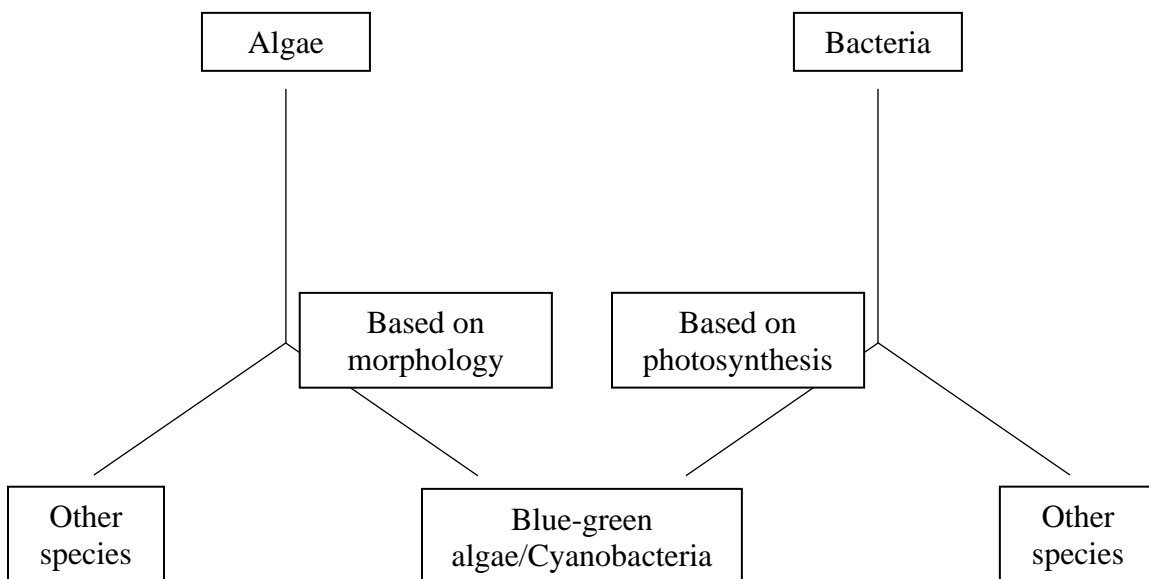 Algae
Bacteria
Based on
morphology
Based on
photosynthesis
Other
species
Blue-green
algae/Cyanobacteria
Other
species